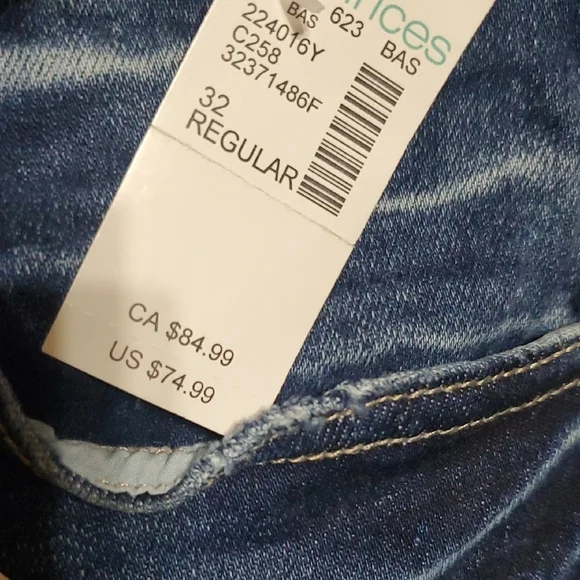 BAS 623 BAS
224016Y
C258
32371486F
32
REGULAR
CA $84.99
US $74.99